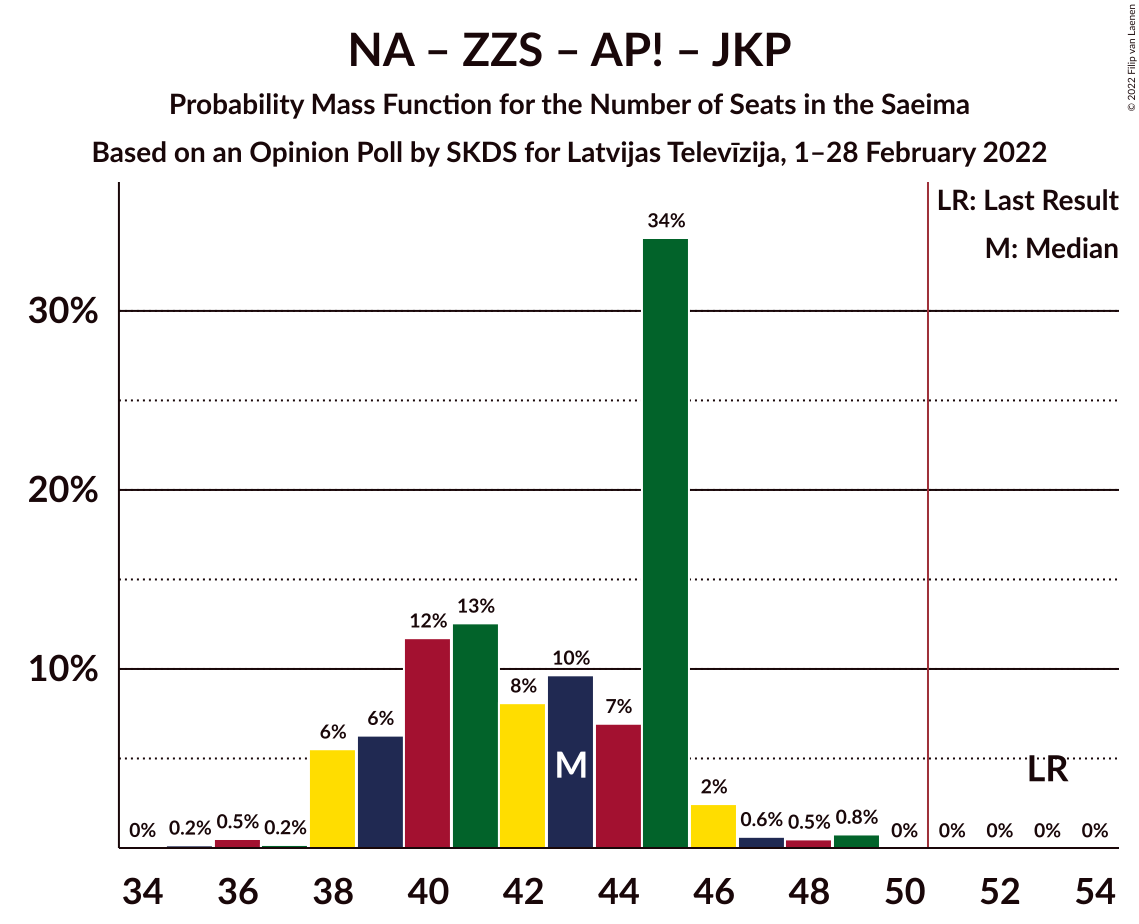 NA – ZZS – AP! – JKP
Probability Mass Function for the Number of Seats in the Saeima
Based on an Opinion Poll by SKDS for Latvijas Televīzija, 1–28 February 2022
© 2022 Filip van Laenen
LR: Last Result
M: Median
34%
30%
20%
13%
12%
10%
10%
8%
7%
6%
6%
M
LR
2%
0% 0.2% 0.5% 0.2% 0.6% 0.5% 0.8% 0% 0% 0% 0% 0%
34 36 38 40 42 44 46 48 50 52 54